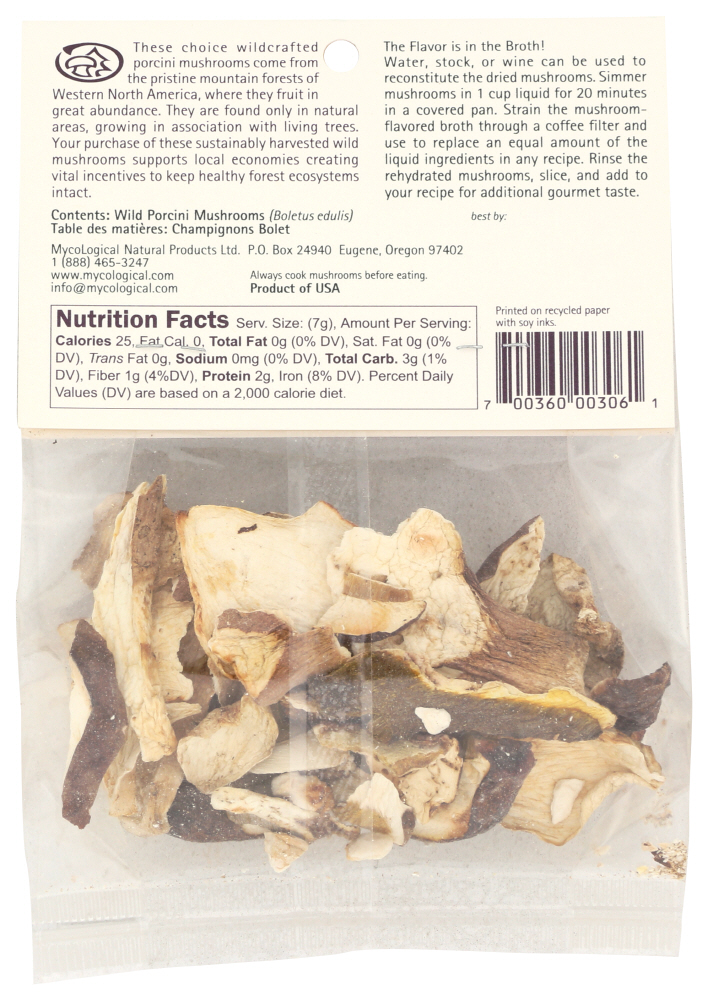 These choice wildcrafted
porcini mushrooms come from
the pristine mountain forests of
Western North America, where they fruit in
great abundance. They are found only in natural
areas, growing in association with living trees.
Your purchase of these sustainably harvested wild
mushrooms supports local economies creating
vital incentives to keep healthy forest ecosystems
intact.
The Flavor is in the Broth!
Water, stock, or wine can be used to
reconstitute the dried mushrooms. Simmer
mushrooms in 1 cup liquid for 20 minutes
in a covered pan. Strain the mushroom-
flavored broth through a coffee filter and
use to replace an equal amount of the
liquid ingredients in any recipe. Rinse the
rehydrated mushrooms, slice, and add to
your recipe for additional gourmet taste.
Contents: Wild Porcini Mushrooms (Boletus edulis)
Table des matières: Champignons Bolet
best by:
MycoLogical Natural Products Ltd. P.O. Box 24940 Eugene, Oregon 97402
1 (888) 465-3247
www.mycological.com
info@mycological.com
Always cook mushrooms before eating.
Product of USA
Nutrition Facts Serv. Size: (7g), Amount Per Serving:
Calories 25, Fat Cal. 0, Total Fat 0g (0% DV), Sat. Fat 0g (0%
DV), Trans Fat 0g, Sodium 0mg (0% DV), Total Carb. 3g (1%
DV), Fiber 1g (4%DV), Protein 2g, Iron (8% DV). Percent Daily
Values (DV) are based on a 2,000 calorie diet.
Printed on recycled paper
with soy inks.
7 00360 00306 1